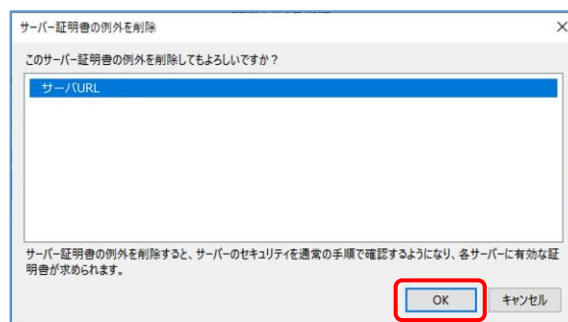 サーバー証明書の例外を削除
このサーバー証明書の例外を削除してもよろしいですか？
サーバURL
サーバー証明書の例外を削除すると、サーバーのセキュリティを通常の手順で確認するようになり、各サーバーに有効な証
明書が求められます。
OK キャンセル